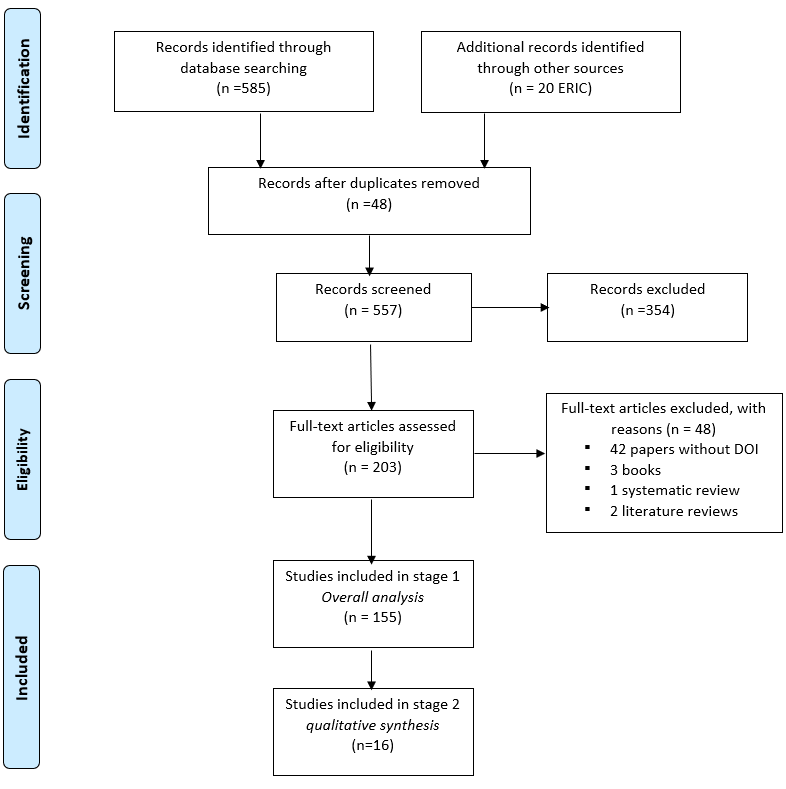 Identification
Records identified through
database searching
(n =585)
Additional records identified
through other sources
(n = 20 ERIC)
Records after duplicates removed
(n =48)
Screening
Records screened
(n = 557)
Records excluded
(n =354)
Eligibility
Full-text articles assessed
for eligibility
(n = 203)
Full-text articles excluded, with
reasons (n = 48)
▪ 42 papers without DOI
▪ 3 books
▪ 1 systematic review
▪ 2 literature reviews
Included
Studies included in stage 1
Overall analysis
(n = 155)
Studies included in stage 2
qualitative synthesis
(n=16)